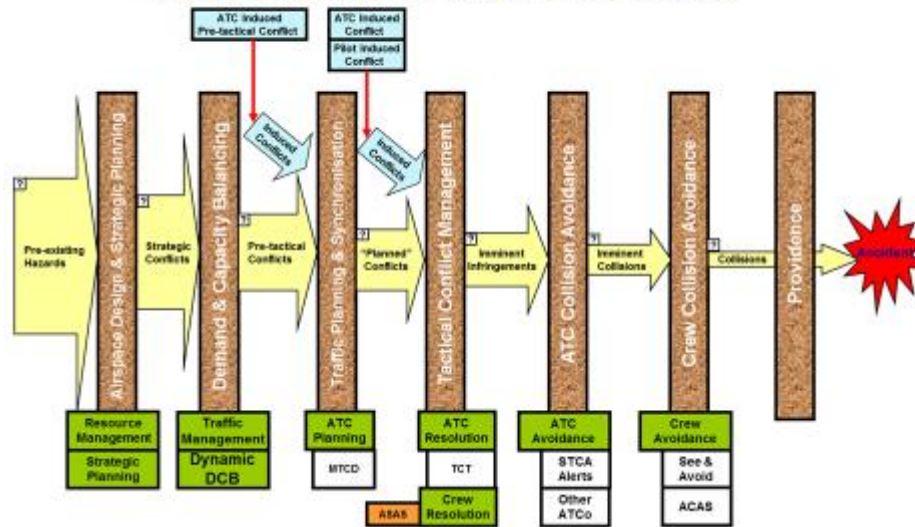 ATC Induced
Pre-tactical Conflict
ATC Induced
Conflict
Pilot Induced
Conflict
Induced
Conflicts
Induced
Conflicts
?
?
?
?
?
?
?
Pre-existing
Hazards
Airspace Design & Strategic Planning
Strategic
Conflicts
Demand & Capacity Balancing
Pre-tactical
Conflicts
Traffic Planning & Synchronisation
"Planned"
Conflicts
Tactical Conflict Management
Imminent
Infringements
ATC Collision Avoidance
Imminent
Collisions
Crew Collision Avoidance
Collisions
Providence
Accident
Resource
Management
Strategic
Planning
Traffic
Management
Dynamic
DCB
ATC
Planning
MTCD
ATC
Resolution
TCT
ASAS
Crew
Resolution
ATC
Avoidance
STCA
Alerts
Other
ATCo
Crew
Avoidance
See &
Avoid
ACAS